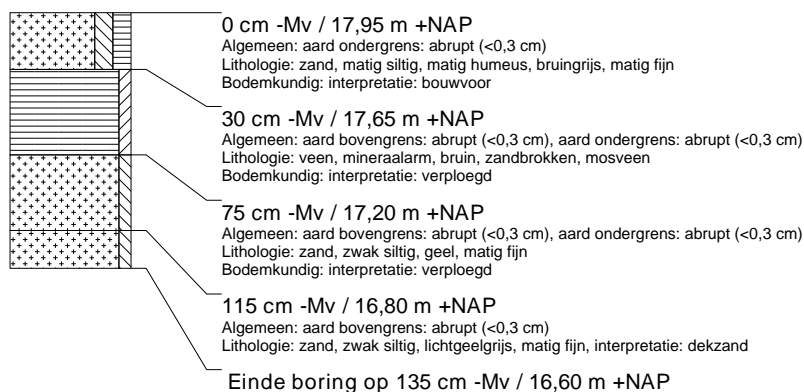 0 cm -Mv / 17,95 m +NAP
Algemeen: aard ondergrens: abrupt (<0,3 cm)
Lithologie: zand, matig siltig, matig humeus, bruingrijs, matig fijn
Bodemkundig: interpretatie: bouwvoor
30 cm -Mv / 17,65 m +NAP
Algemeen: aard bovengrens: abrupt (<0,3 cm), aard ondergrens: abrupt (<0,3 cm)
Lithologie: veen, mineraalarm, bruin, zandbrokken, mosveen
Bodemkundig: interpretatie: verploegd
75 cm -Mv / 17,20 m +NAP
Algemeen: aard bovengrens: abrupt (<0,3 cm), aard ondergrens: abrupt (<0,3 cm)
Lithologie: zand, zwak siltig, geel, matig fijn
Bodemkundig: interpretatie: verploegd
115 cm -Mv / 16,80 m +NAP
Algemeen: aard bovengrens: abrupt (<0,3 cm)
Lithologie: zand, zwak siltig, lichtgeelgrijs, matig fijn, interpretatie: dekzand
Einde boring op 135 cm -Mv / 16,60 m +NAP